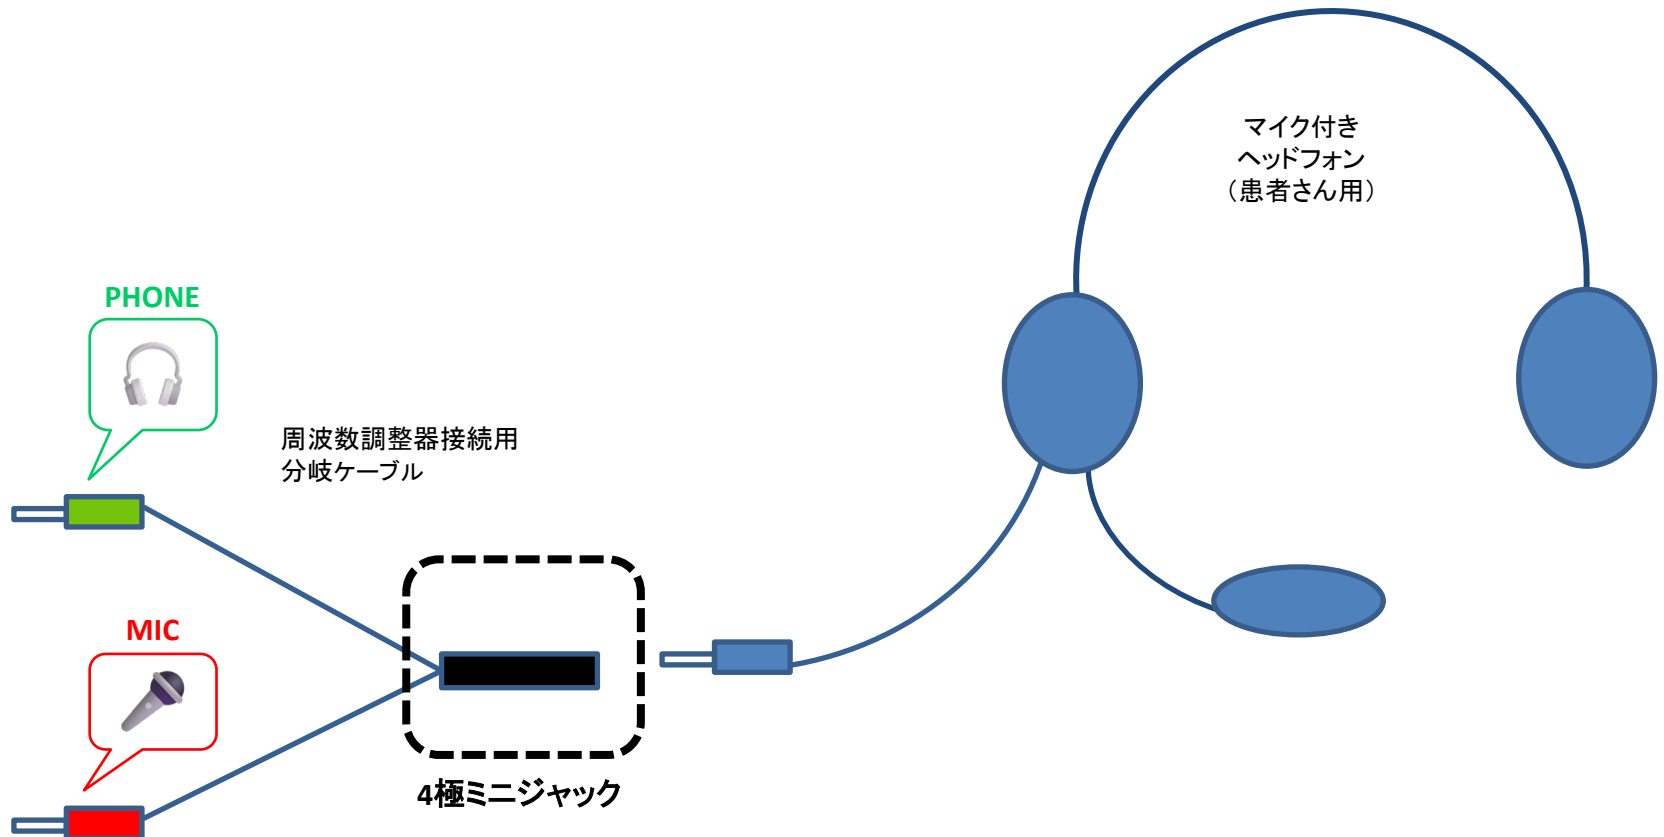 マイク付き
ヘッドフォン
（患者さん用）
PHONE
周波数調整器接続用
分岐ケーブル
MIC
4極ミニジャック